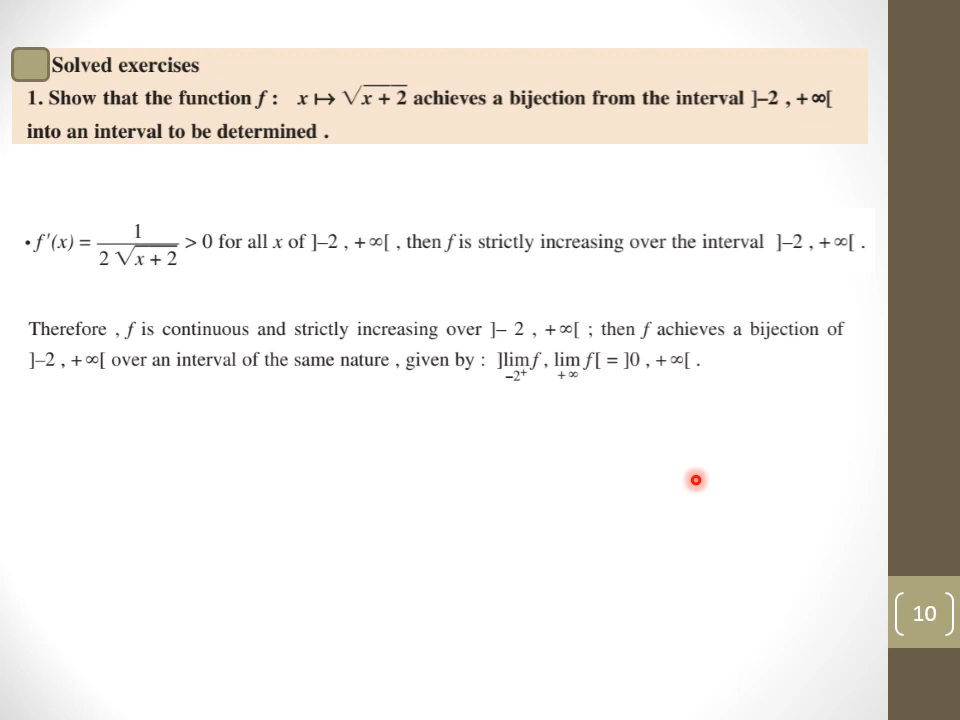 Solved exercises
1. Show that the function f : x ↦ √(x + 2) achieves a bijection from the interval ]–2 , +∞[
into an interval to be determined .
• f '(x) = 1 / (2 √(x + 2)) > 0 for all x of ]–2 , +∞[ , then f is strictly increasing over the interval ]–2 , +∞[ .
Therefore , f is continuous and strictly increasing over ]– 2 , +∞[ ; then f achieves a bijection of
]–2 , +∞[ over an interval of the same nature , given by : ]lim f , lim f[ = ]0 , +∞[ .
–2⁺ +∞
10